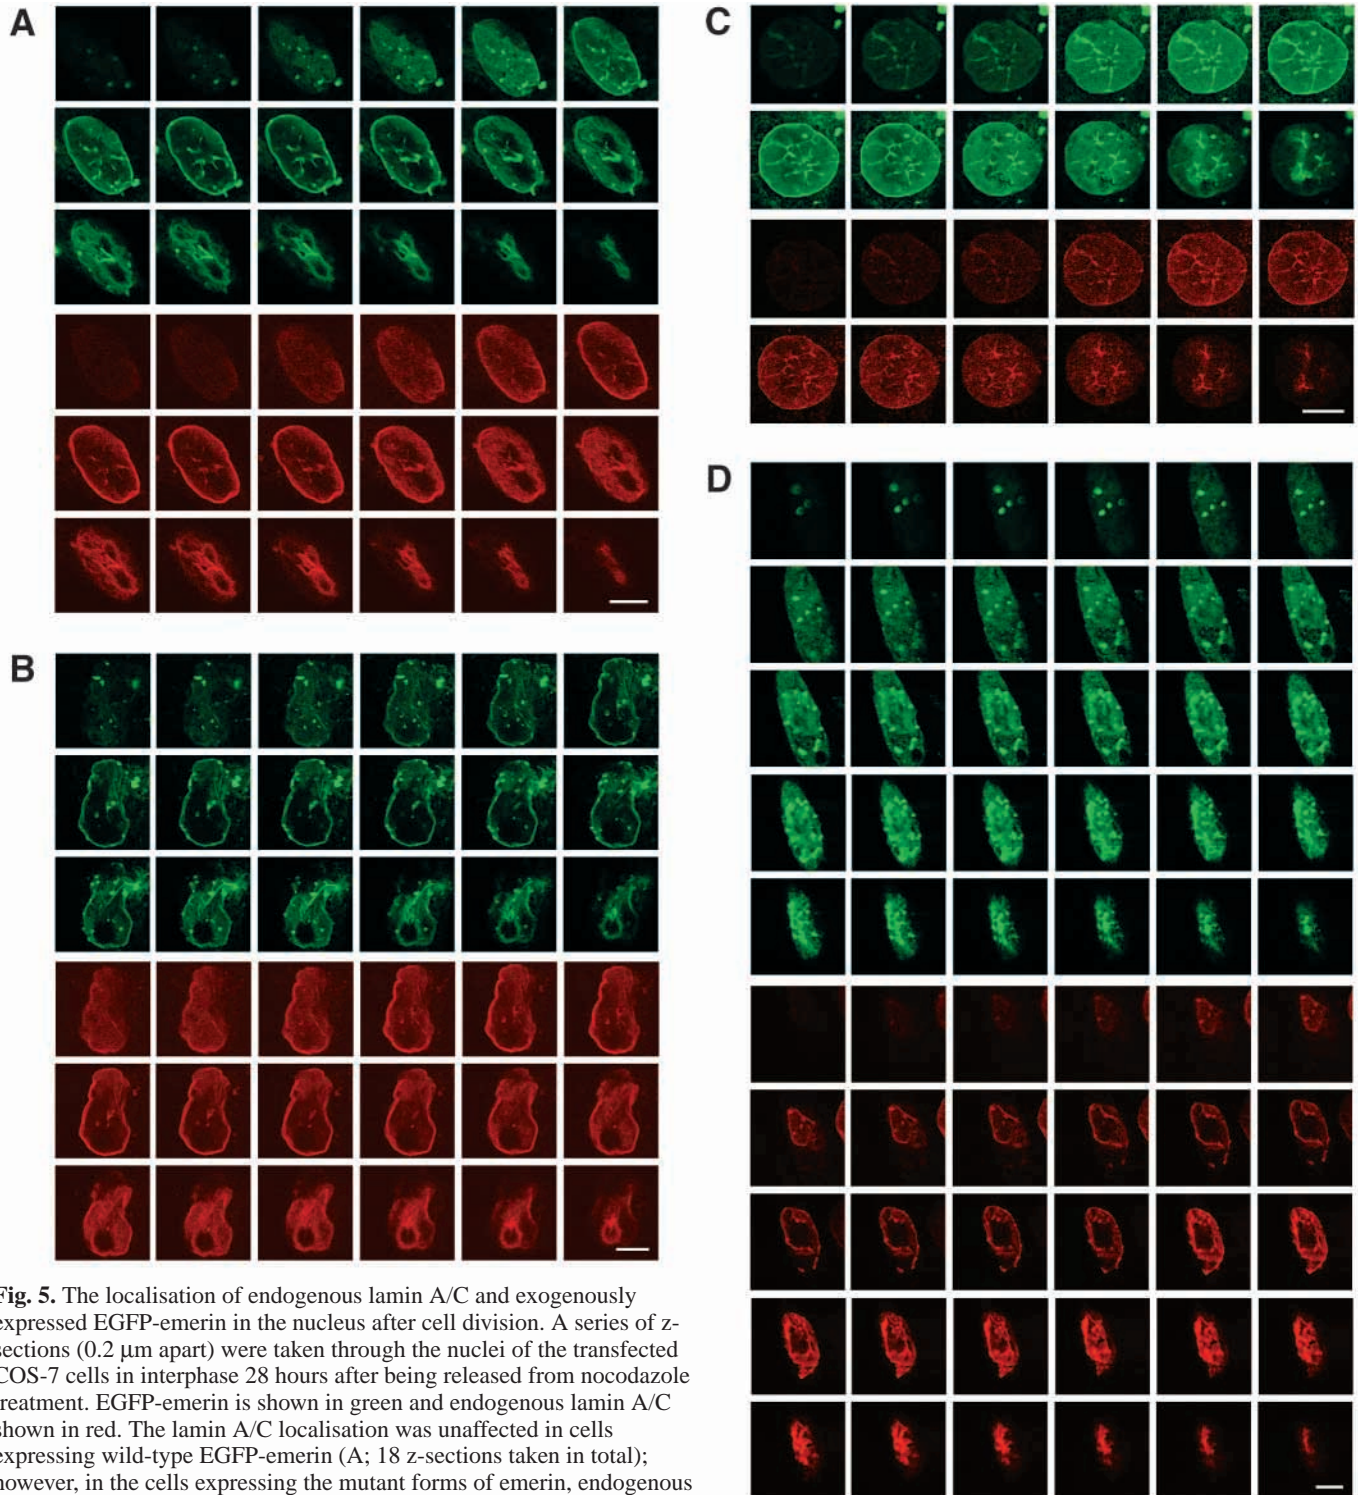 A
C
D
B
Fig. 5. The localisation of endogenous lamin A/C and exogenously
expressed EGFP-emerin in the nucleus after cell division. A series of z-
sections (0.2 μm apart) were taken through the nuclei of the transfected
COS-7 cells in interphase 28 hours after being released from nocodazole
treatment. EGFP-emerin is shown in green and endogenous lamin A/C
shown in red. The lamin A/C localisation was unaffected in cells
expressing wild-type EGFP-emerin (A; 18 z-sections taken in total);
however, in the cells expressing the mutant forms of emerin, endogenous